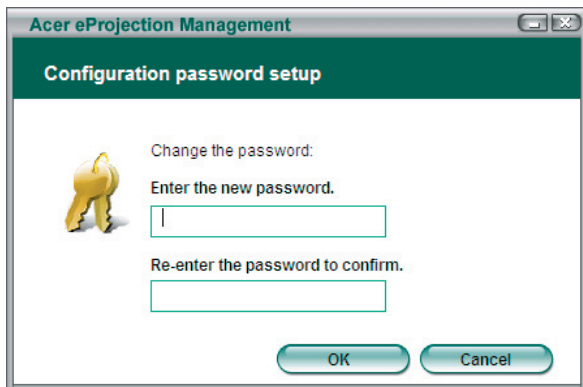 Acer eProjection Management
Configuration password setup
Change the password:
Enter the new password.
Re-enter the password to confirm.
OK
Cancel